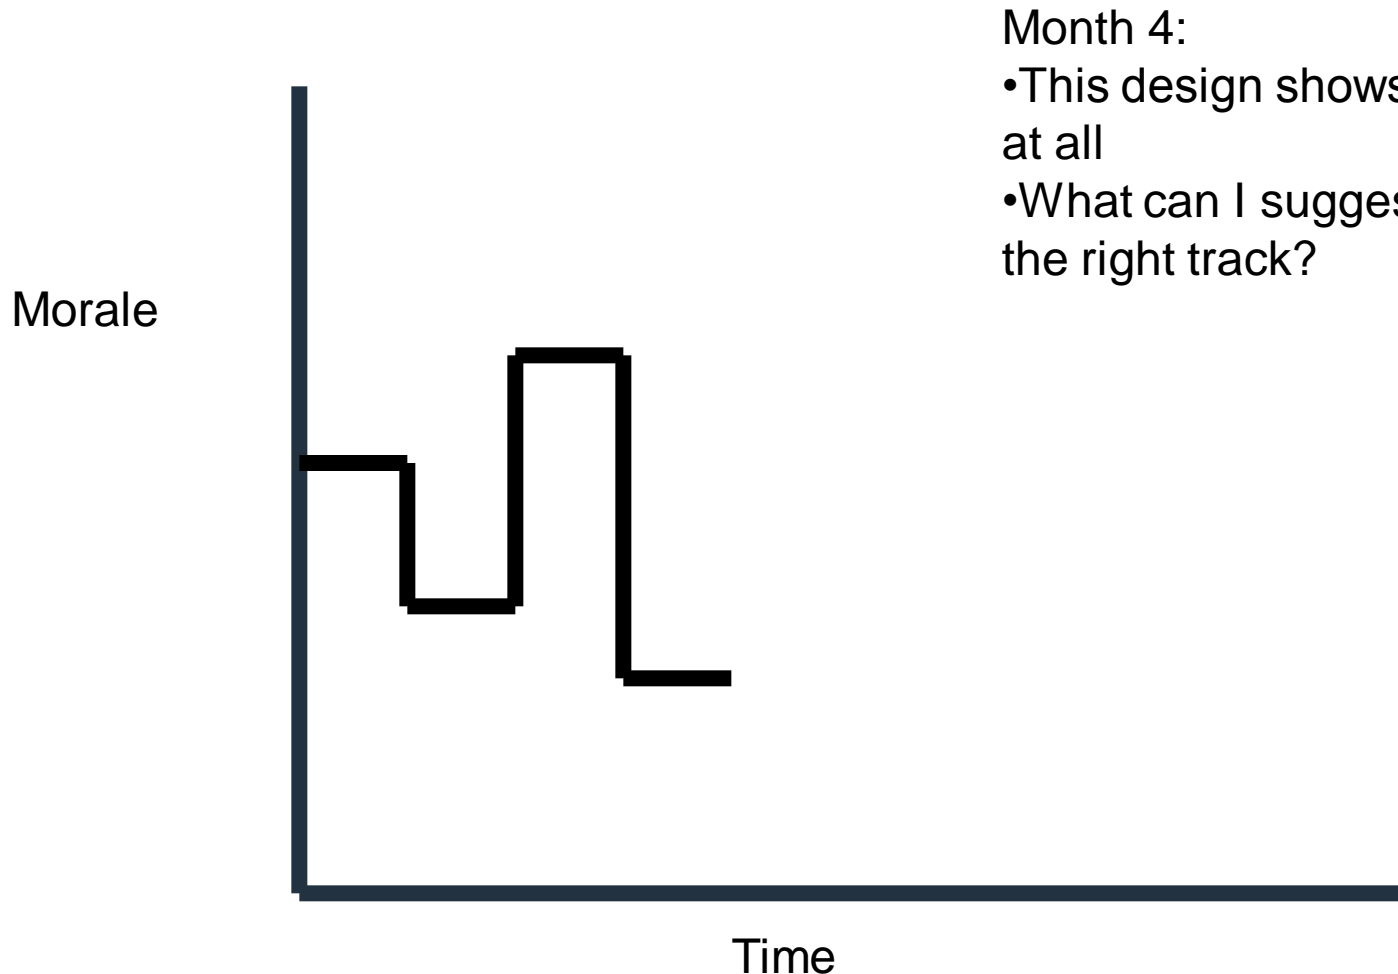 Month 4:
•This design shows
at all
•What can I sugges
the right track?
Morale
Time